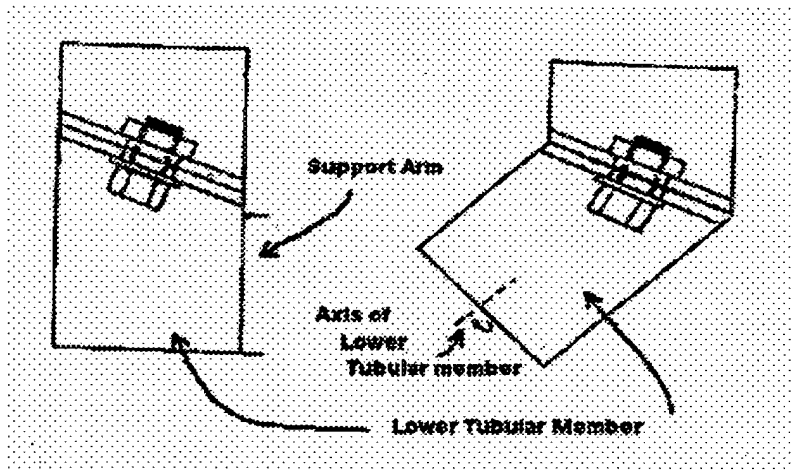 Support Arm
Axis of
Lower
Tubular member
Lower Tubular Member